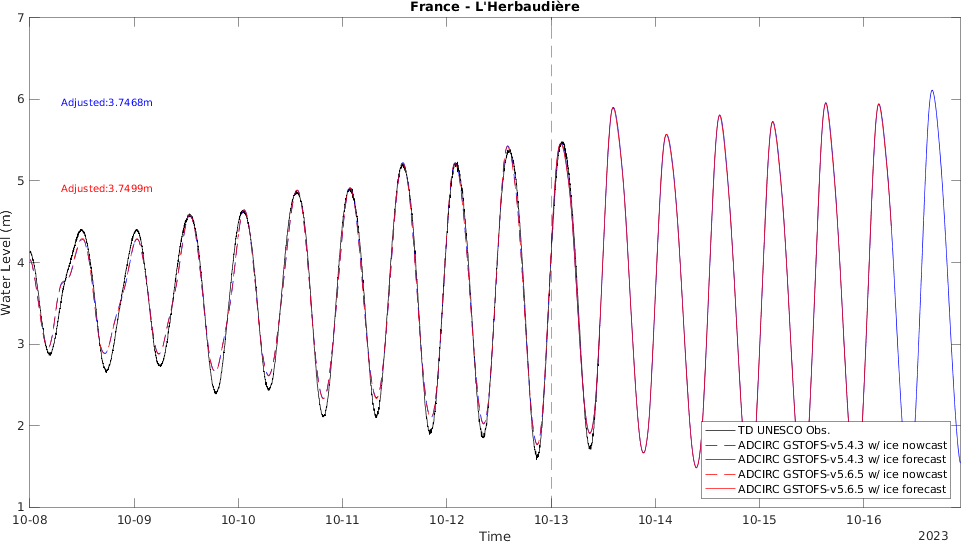 France - L'Herbaudière
7
6
5
4
3
2
1
Water Level (m)
Adjusted:3.7468m
Adjusted:3.7499m
TD UNESCO Obs.
ADCIRC GSTOFS-v5.4.3 w/ ice nowcast
ADCIRC GSTOFS-v5.4.3 w/ ice forecast
ADCIRC GSTOFS-v5.6.5 w/ ice nowcast
ADCIRC GSTOFS-v5.6.5 w/ ice forecast
10-08 10-09 10-10 10-11 10-12 10-13 10-14 10-15 10-16
Time
2023